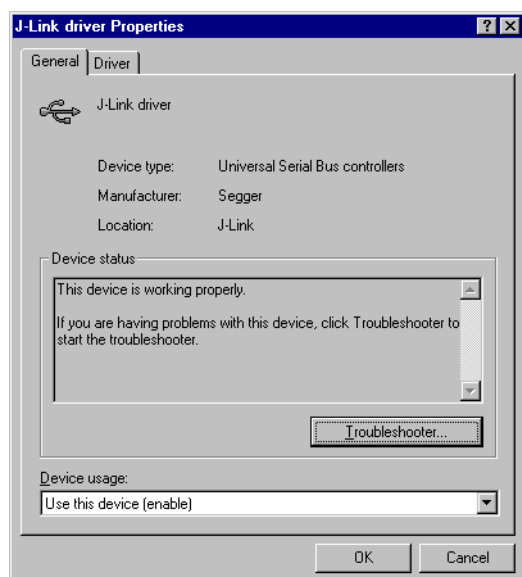 J-Link driver Properties
General
Driver
J-Link driver
Device type: Universal Serial Bus controllers
Manufacturer: Segger
Location: J-Link
Device status
This device is working properly.
If you are having problems with this device, click Troubleshooter to
start the troubleshooter.
Troubleshooter...
Device usage:
Use this device (enable)
OK
Cancel